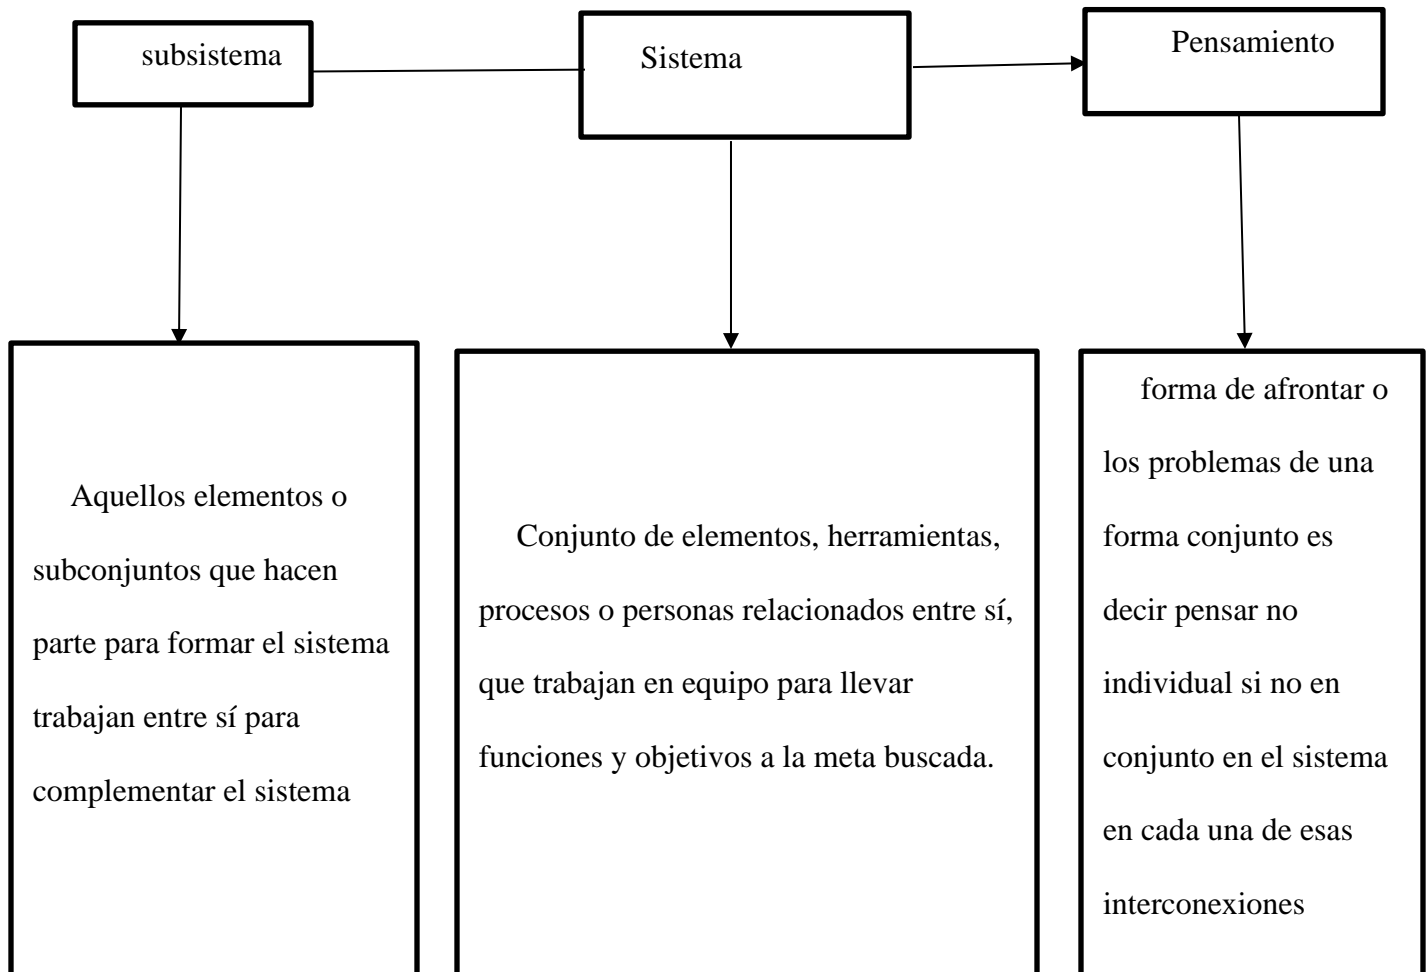 subsistema
Sistema
Pensamiento
Aquellos elementos o
subconjuntos que hacen
parte para formar el sistema
trabajan entre sí para
complementar el sistema
Conjunto de elementos, herramientas,
procesos o personas relacionados entre sí,
que trabajan en equipo para llevar
funciones y objetivos a la meta buscada.
forma de afrontar o
los problemas de una
forma conjunto es
decir pensar no
individual si no en
conjunto en el sistema
en cada una de esas
interconexiones